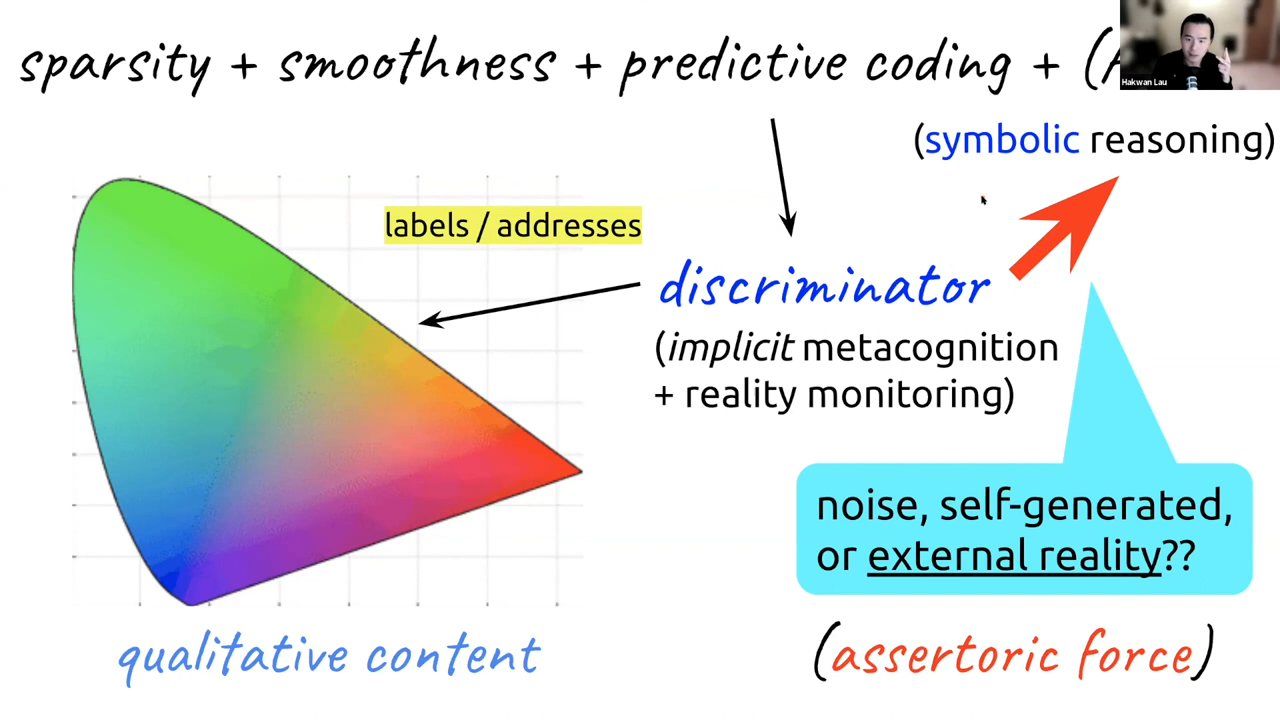 sparsity + smoothness + predictive coding + (
Hakwan Lau
(symbolic reasoning)
labels / addresses
discriminator
(implicit metacognition
+ reality monitoring)
noise, self-generated,
or external reality??
qualitative content
(assertoric force)